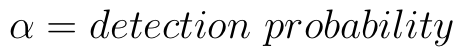 α = detection probability